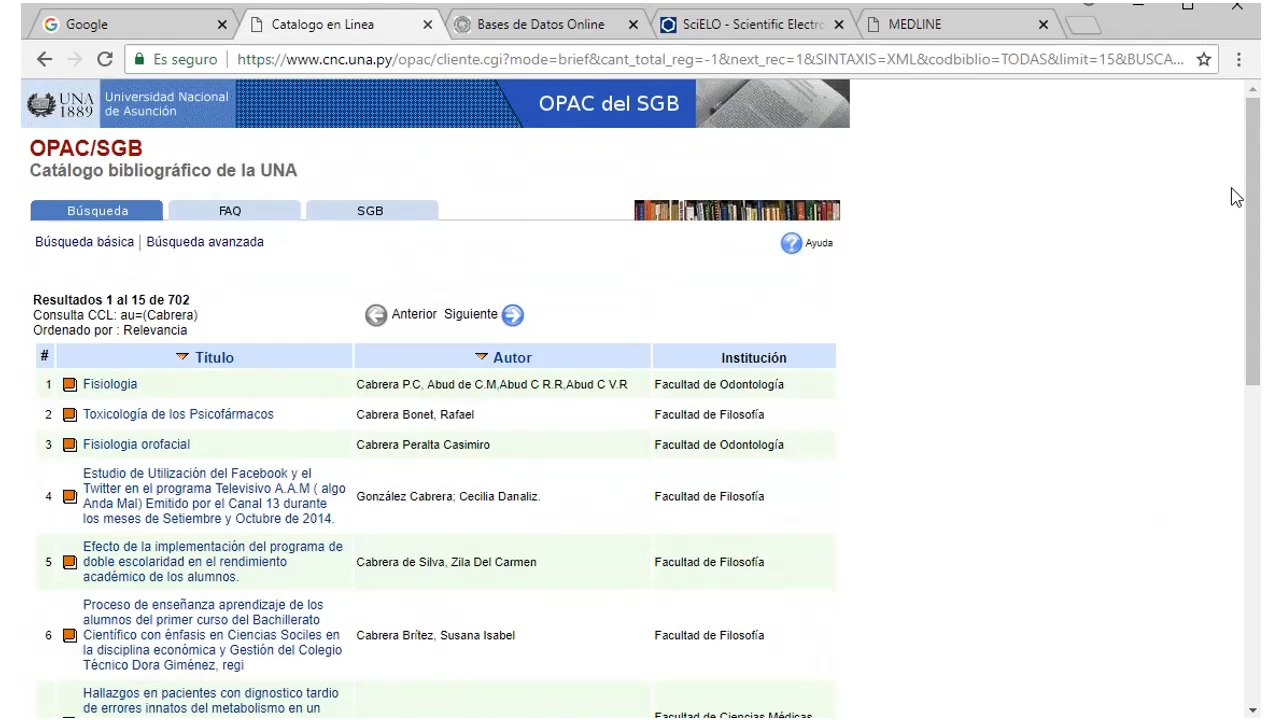 Google
Catalogo en Linea
Bases de Datos Online
SciELO - Scientific Electro
MEDLINE
Es seguro
https://www.cnc.una.py/opac/cliente.cgi?mode=brief&cant_total_reg=-1&next_rec=1&SINTAXIS=XML&codbiblio=TODAS&limit=15&BUSCA...
UNA
1889
Universidad Nacional
de Asunción
OPAC del SGB
OPAC/SGB
Catálogo bibliográfico de la UNA
Búsqueda
FAQ
SGB
Búsqueda básica | Búsqueda avanzada
Ayuda
Resultados 1 al 15 de 702
Consulta CCL: au=(Cabrera)
Ordenado por : Relevancia
Anterior Siguiente
# Título Autor Institución
1 Fisiologia Cabrera P.C, Abud de C.M,Abud C R.R,Abud C V.R Facultad de Odontología
2 Toxicología de los Psicofármacos Cabrera Bonet, Rafael Facultad de Filosofía
3 Fisiologia orofacial Cabrera Peralta Casimiro Facultad de Odontología
Estudio de Utilización del Facebook y el
Twitter en el programa Televisivo A.A.M ( algo
4 Anda Mal) Emitido por el Canal 13 durante González Cabrera; Cecilia Danaliz. Facultad de Filosofía
los meses de Setiembre y Octubre de 2014.
Efecto de la implementación del programa de
5 doble escolaridad en el rendimiento Cabrera de Silva, Zila Del Carmen Facultad de Filosofía
académico de los alumnos.
Proceso de enseñanza aprendizaje de los
alumnos del primer curso del Bachillerato
6 Científico con énfasis en Ciencias Sociles en Cabrera Brítez, Susana Isabel Facultad de Filosofía
la disciplina económica y Gestión del Colegio
Técnico Dora Giménez, regi
Hallazgos en pacientes con dignostico tardio
de errores innatos del metabolismo en un
Facultad de Ciencias Médicas